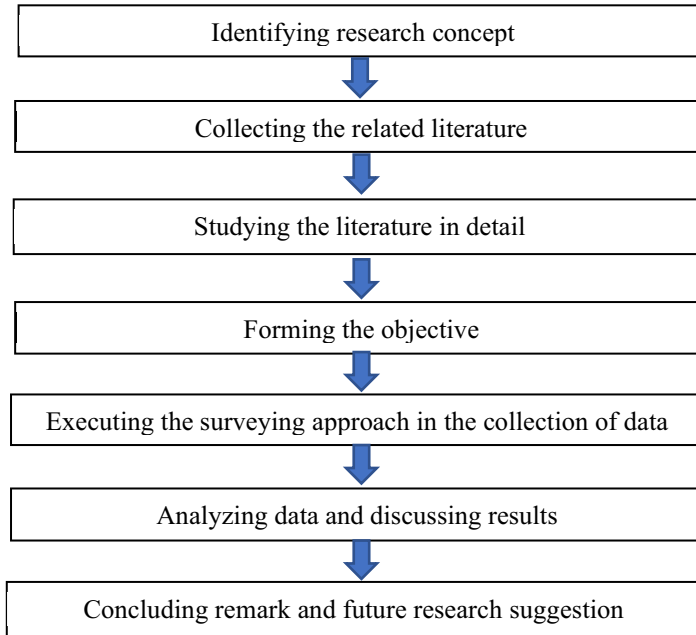 Identifying research concept
Collecting the related literature
Studying the literature in detail
Forming the objective
Executing the surveying approach in the collection of data
Analyzing data and discussing results
Concluding remark and future research suggestion